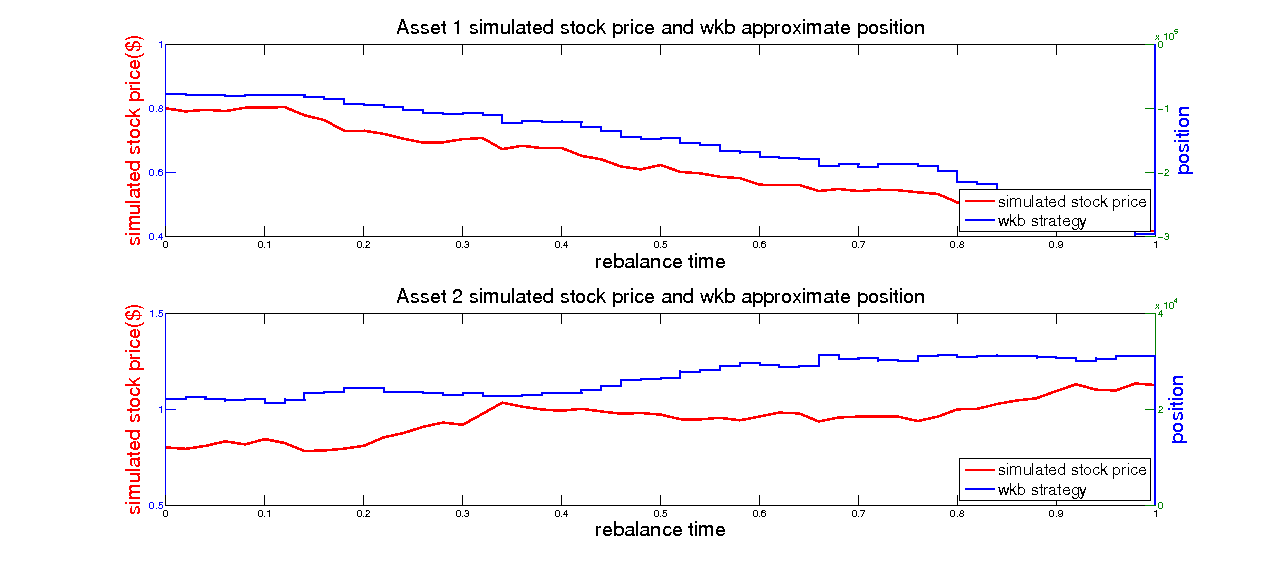 Asset 1 simulated stock price and wkb approximate position
simulated stock price($)
1
0.8
0.6
0.4
x 10^5
0
-1
-2
-3
position
simulated stock price
wkb strategy
0 0.1 0.2 0.3 0.4 0.5 0.6 0.7 0.8 0.9 1
rebalance time
Asset 2 simulated stock price and wkb approximate position
simulated stock price($)
1.5
1
0.5
x 10^4
4
2
0
position
simulated stock price
wkb strategy
0 0.1 0.2 0.3 0.4 0.5 0.6 0.7 0.8 0.9 1
rebalance time